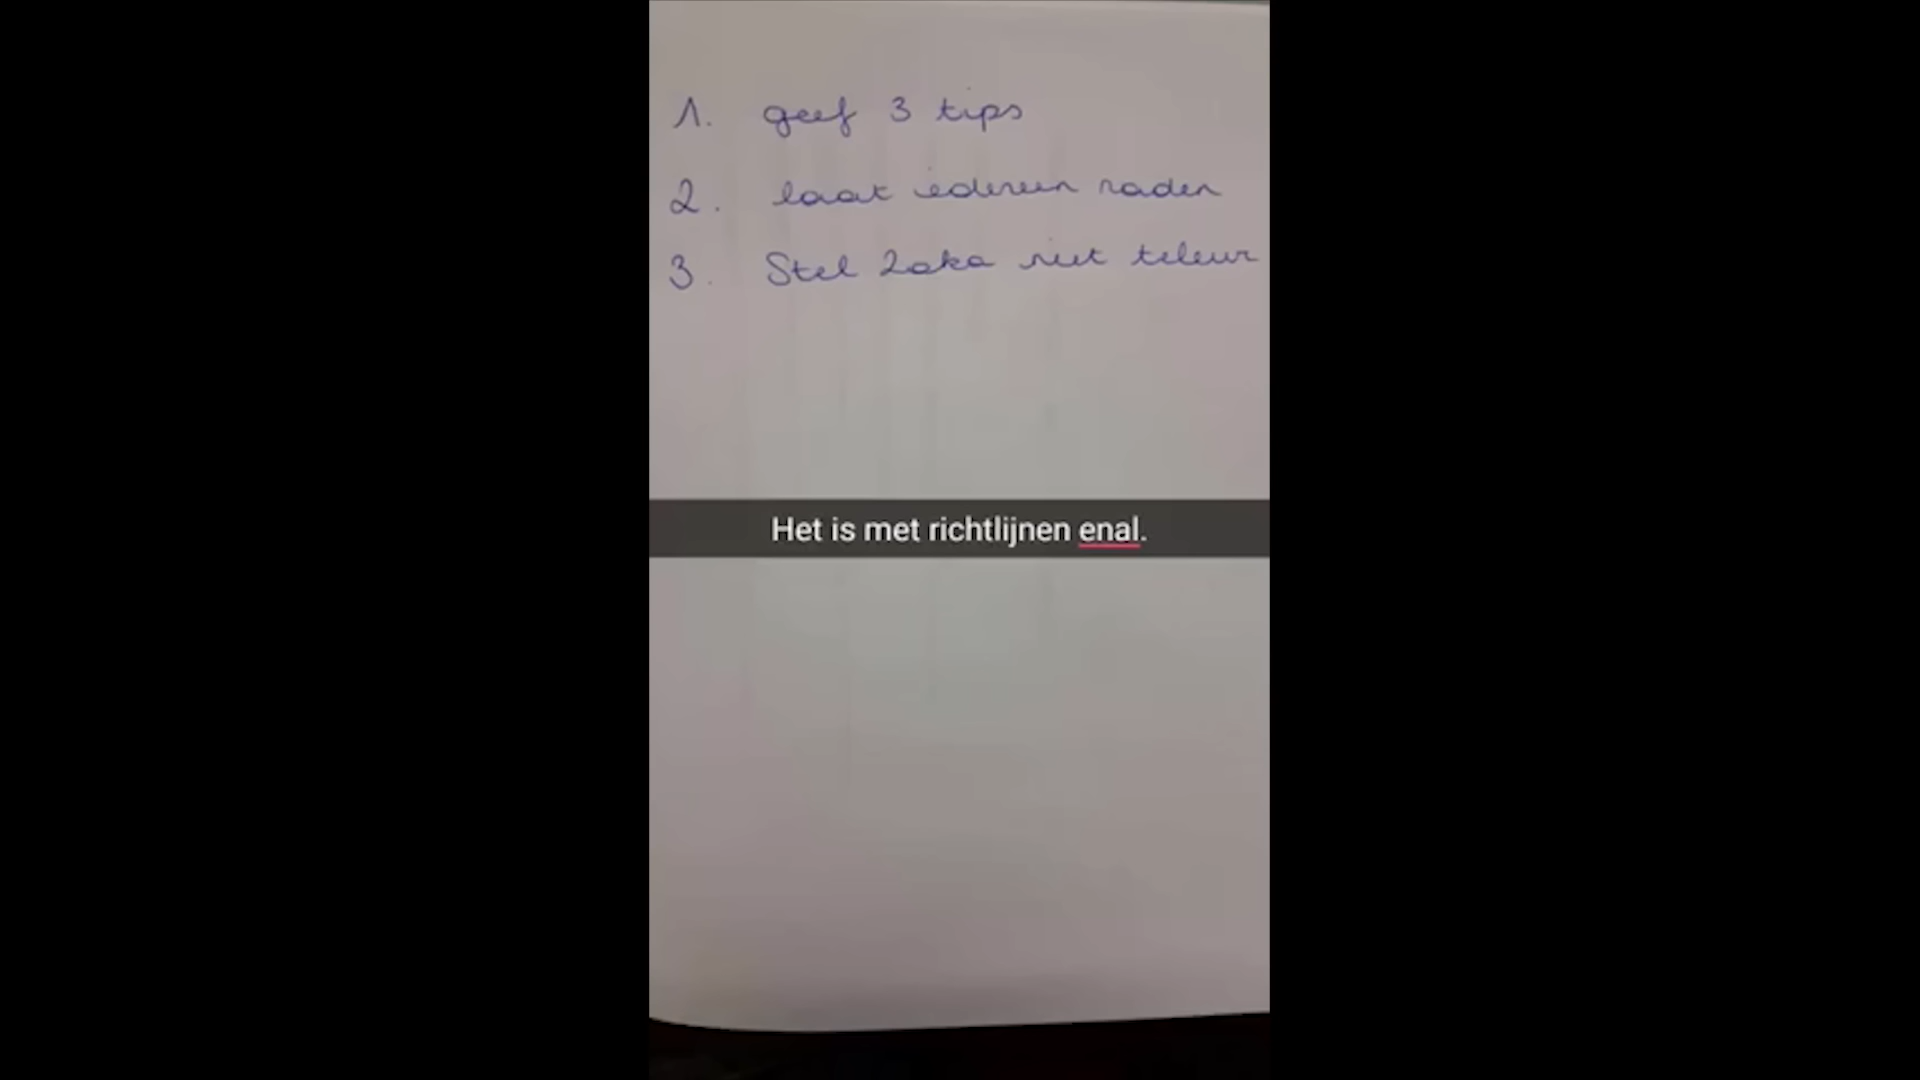 1. geef 3 tips
2. laat iedereen raden
3. Stel Zoka niet teleur
Het is met richtlijnen enal.